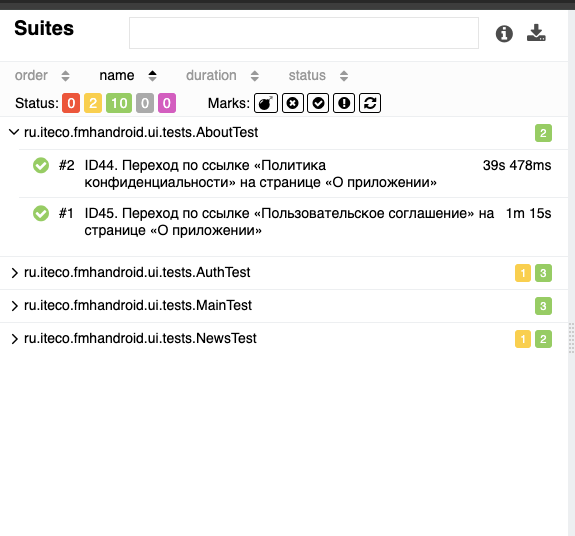 Suites
order name duration status
Status: 0 2 10 0 0 Marks:
ru.iteco.fmhandroid.ui.tests.AboutTest 2
#2 ID44. Переход по ссылке «Политика 39s 478ms
конфиденциальности» на странице «О приложении»
#1 ID45. Переход по ссылке «Пользовательское соглашение» на 1m 15s
странице «О приложении»
ru.iteco.fmhandroid.ui.tests.AuthTest 1 3
ru.iteco.fmhandroid.ui.tests.MainTest 3
ru.iteco.fmhandroid.ui.tests.NewsTest 1 2